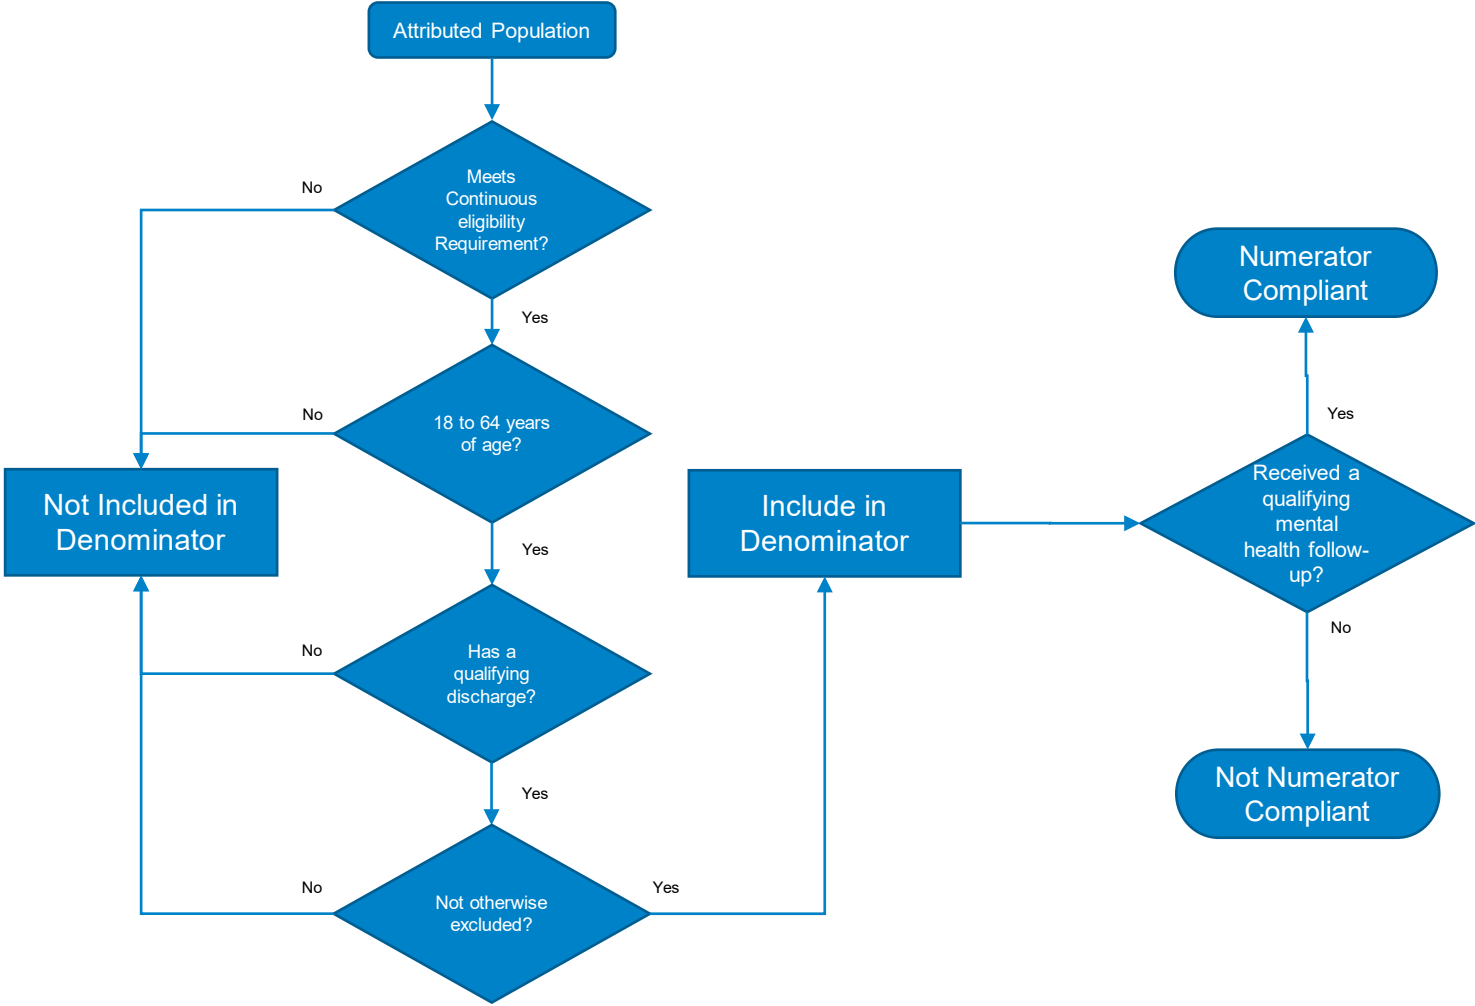 Attributed Population
Meets
Continuous
eligibility
Requirement?
No
Yes
18 to 64 years
of age?
No
Yes
Not Included in
Denominator
Has a
qualifying
discharge?
No
Yes
Not otherwise
excluded?
No
Yes
Include in
Denominator
Received a
qualifying
mental
health follow-
up?
Yes
No
Numerator
Compliant
Not Numerator
Compliant